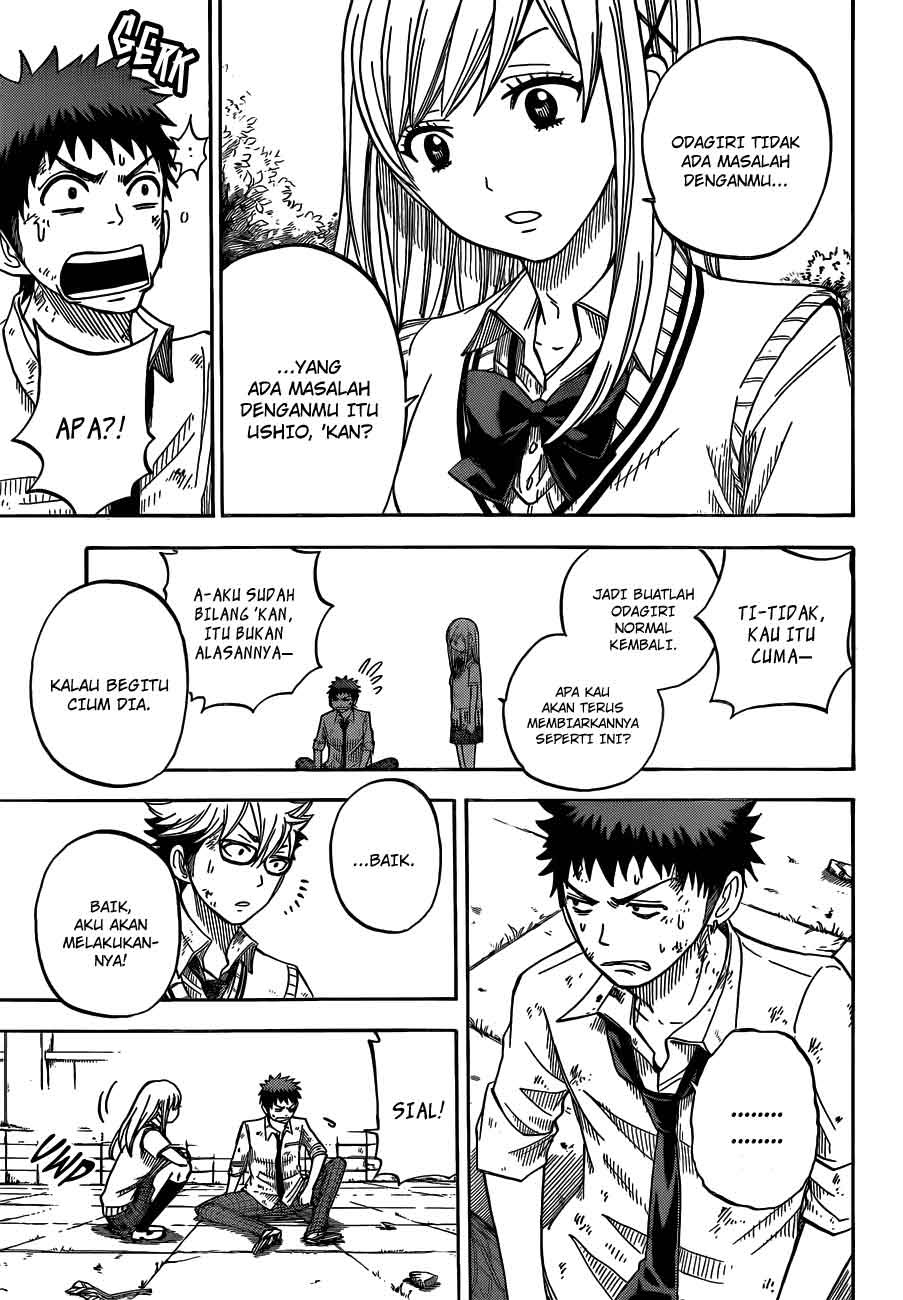 ODAGIRI TIDAK
ADA MASALAH
DENGANMU...
...YANG
ADA MASALAH
DENGANMU ITU
USHIO, 'KAN?
GERK
...!
APA?!
TI-TIDAK,
KAU ITU
CUMA—
JADI BUATLAH
ODAGIRI
NORMAL
KEMBALI.
APA KAU
AKAN TERUS
MEMBIARKANNYA
SEPERTI INI?
A-AKU SUDAH
BILANG 'KAN,
ITU BUKAN
ALASANNYA—
KALAU BEGITU
CIUM DIA.
.........
.........
...BAIK.
BAIK,
AKU AKAN
MELAKUKAN-
NYA!
SIAL!
VWP